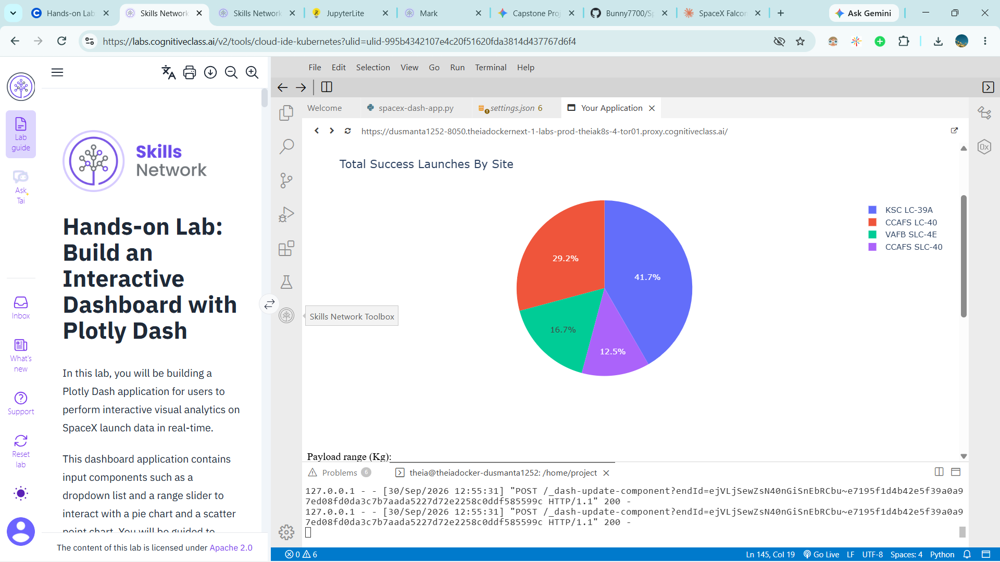 Hands-on Lab
Skills Network
Skills Network
JupyterLite
Mark
Capstone Proj
Bunny7700/Sp
SpaceX Falcon
Ask Gemini
https://labs.cognitiveclass.ai/v2/tools/cloud-ide-kubernetes?ulid=ulid-995b4342107e4c20f51620fda3814d437767d6f4
Lab
guide
Ask
Tai
Inbox
What's
new
Support
Reset
lab
Skills
Network
Hands-on Lab:
Build an
Interactive
Dashboard with
Plotly Dash
In this lab, you will be building a
Plotly Dash application for users to
perform interactive visual analytics on
SpaceX launch data in real-time.
This dashboard application contains
input components such as a
dropdown list and a range slider to
interact with a pie chart and a scatter
point chart. You will be guided to
The content of this lab is licensed under Apache 2.0
File Edit Selection View Go Run Terminal Help
Welcome
spacex-dash-app.py
settings.json 6
Your Application
https://dusmanta1252-8050.theiadockernext-1-labs-prod-theiak8s-4-tor01.proxy.cognitiveclass.ai/
0x
Total Success Launches By Site
KSC LC-39A
CCAFS LC-40
VAFB SLC-4E
CCAFS SLC-40
29.2%
41.7%
16.7%
12.5%
Skills Network Toolbox
Payload range (Kg):
Problems 6
theia@theiadocker-dusmanta1252: /home/project
127.0.0.1 - - [30/Sep/2026 12:55:31] "POST /_dash-update-component?endId=ejVLjSewZsN40nGiSnEbRCbu~e7195f1d4b42e5f39a0a9
7ed08fd0da3c7b7aada5227d72e2258c0ddf585599c HTTP/1.1" 200 -
127.0.0.1 - - [30/Sep/2026 12:55:31] "POST /_dash-update-component?endId=ejVLjSewZsN40nGiSnEbRCbu~e7195f1d4b42e5f39a0a9
7ed08fd0da3c7b7aada5227d72e2258c0ddf585599c HTTP/1.1" 200 -
0 6
Ln 145, Col 19 Go Live LF UTF-8 Spaces: 4 Python